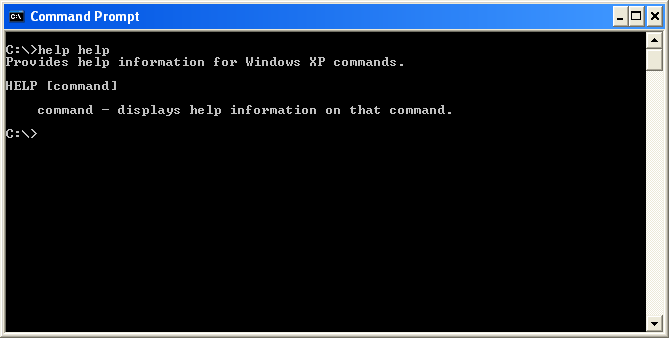 Command Prompt
C:\>help help
Provides help information for Windows XP commands.
HELP [command]
command - displays help information on that command.
C:\>